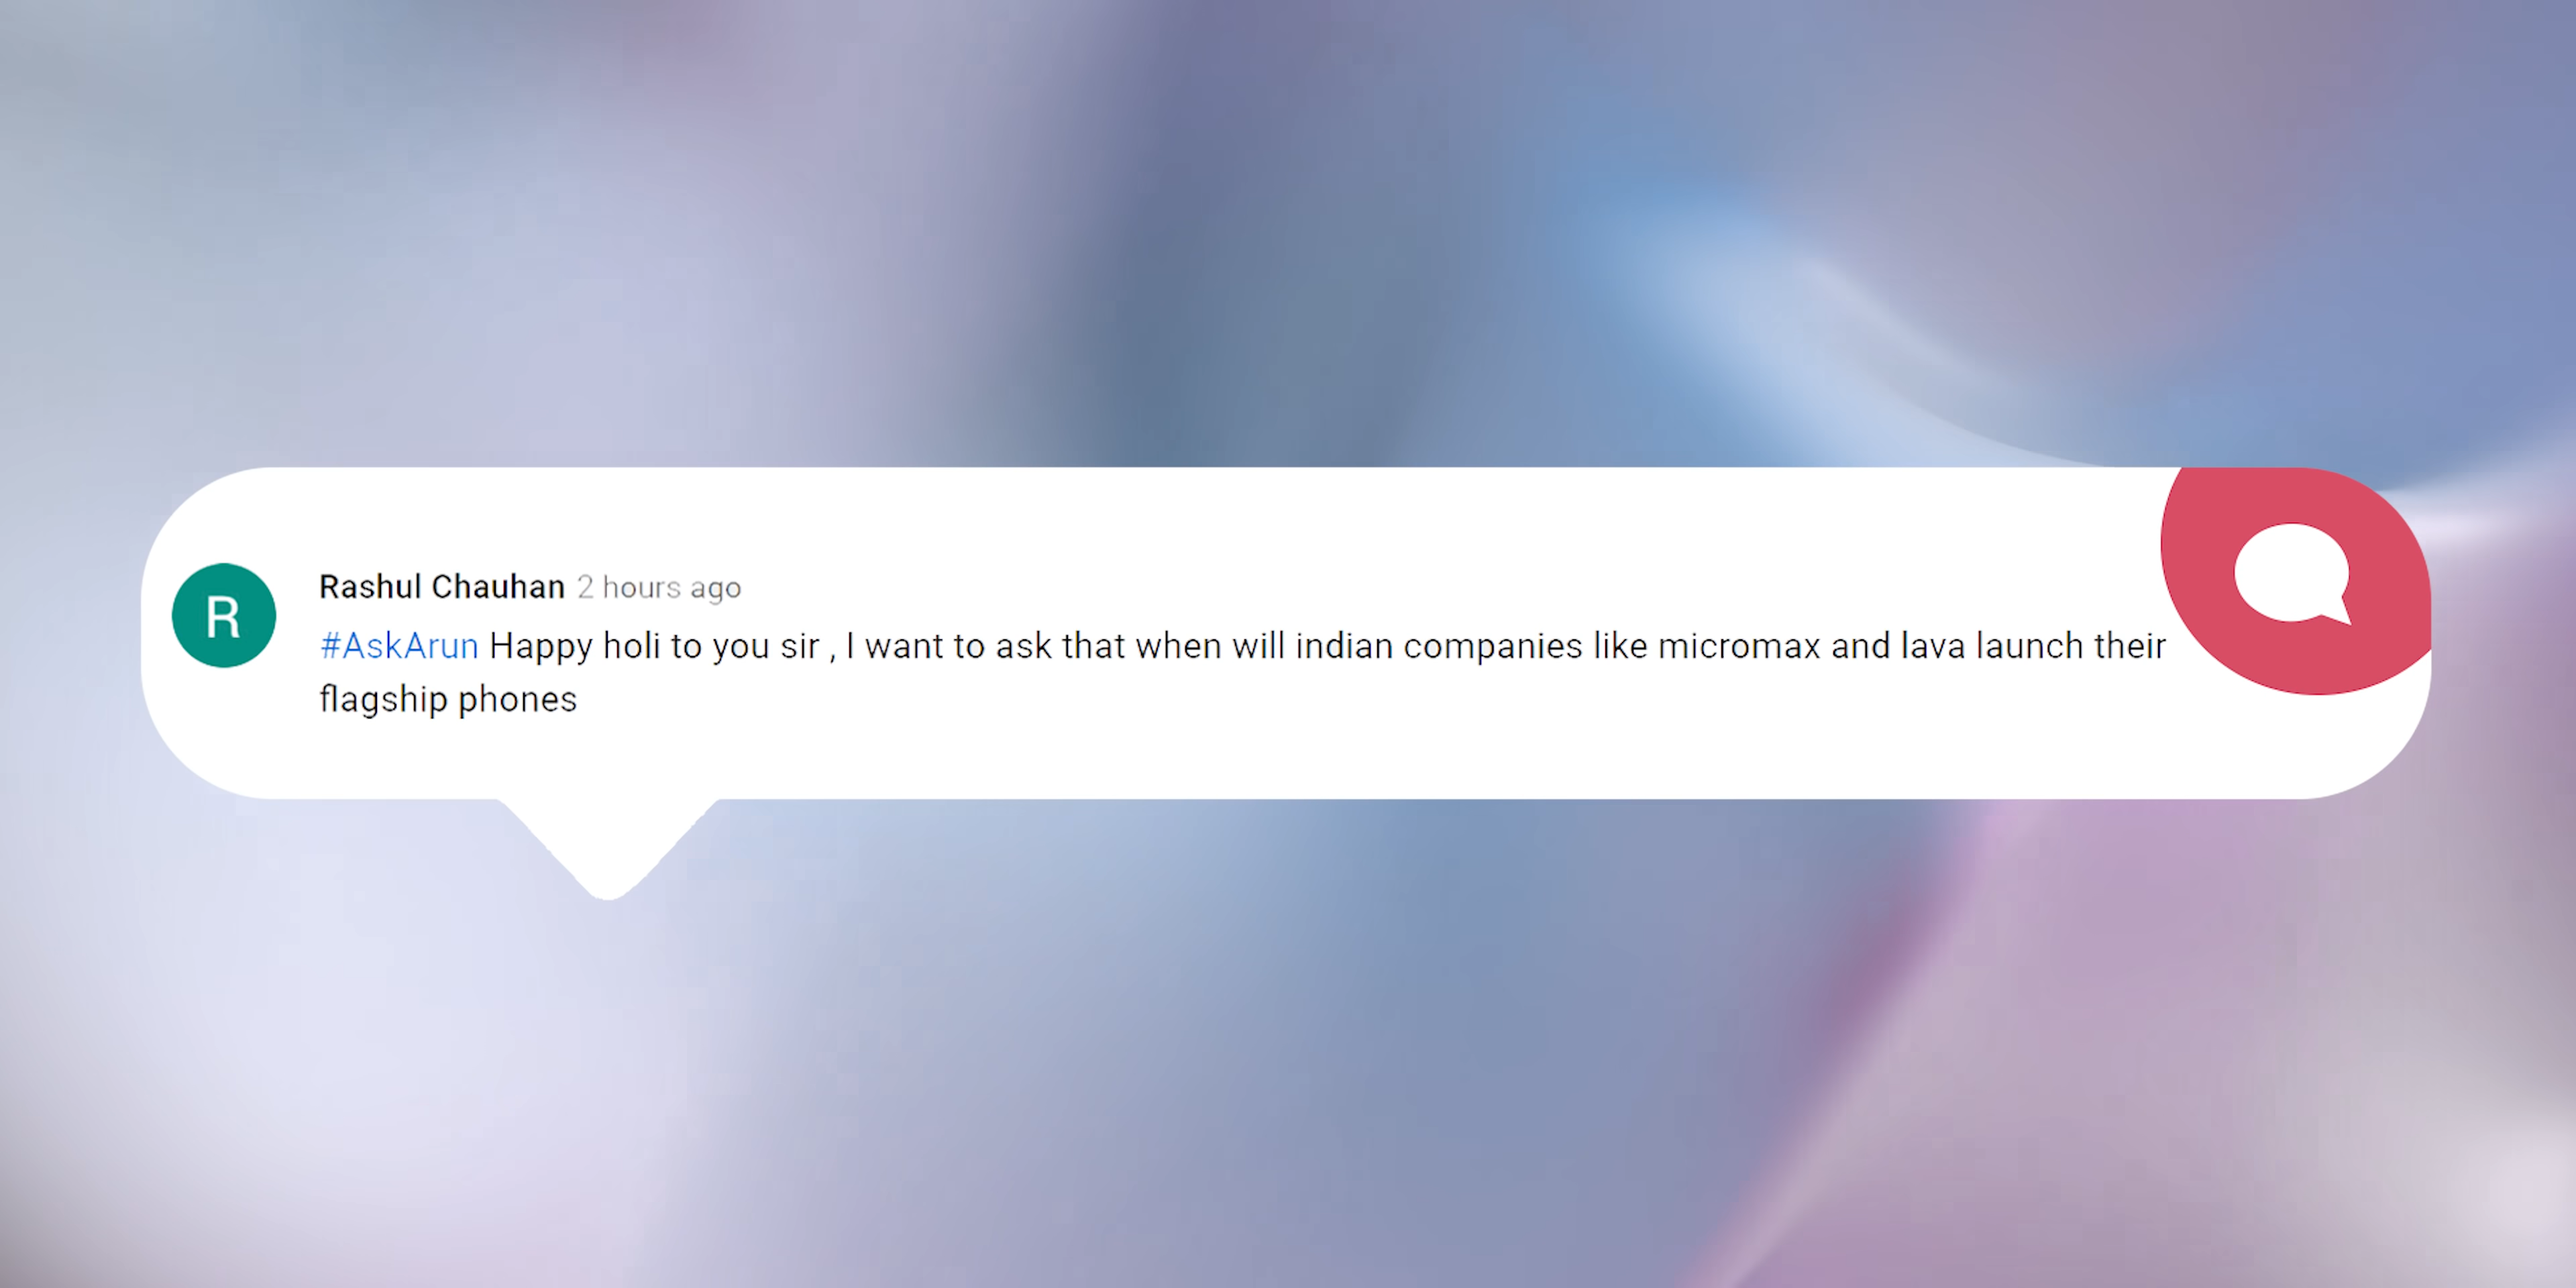 R
Rashul Chauhan 2 hours ago
#AskArun Happy holi to you sir , I want to ask that when will indian companies like micromax and lava launch their
flagship phones